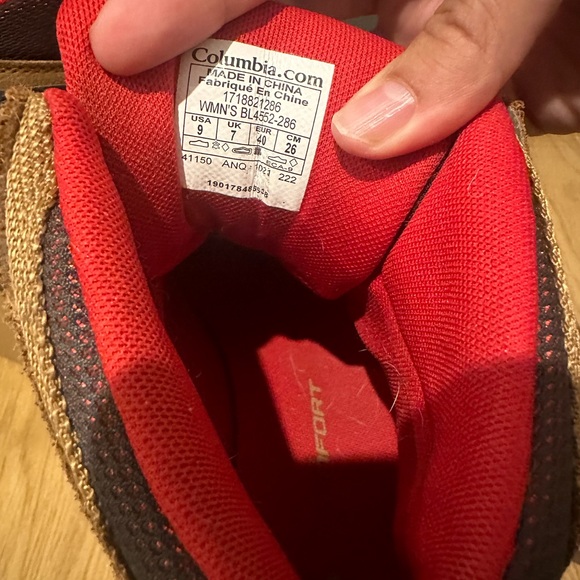 Columbia.com
MADE IN CHINA
Fabriqué En Chine
1718821286
WMN'S BL4552-286
USA UK EUR CM
9 7 40 26
41150 ANQ 222
FORT